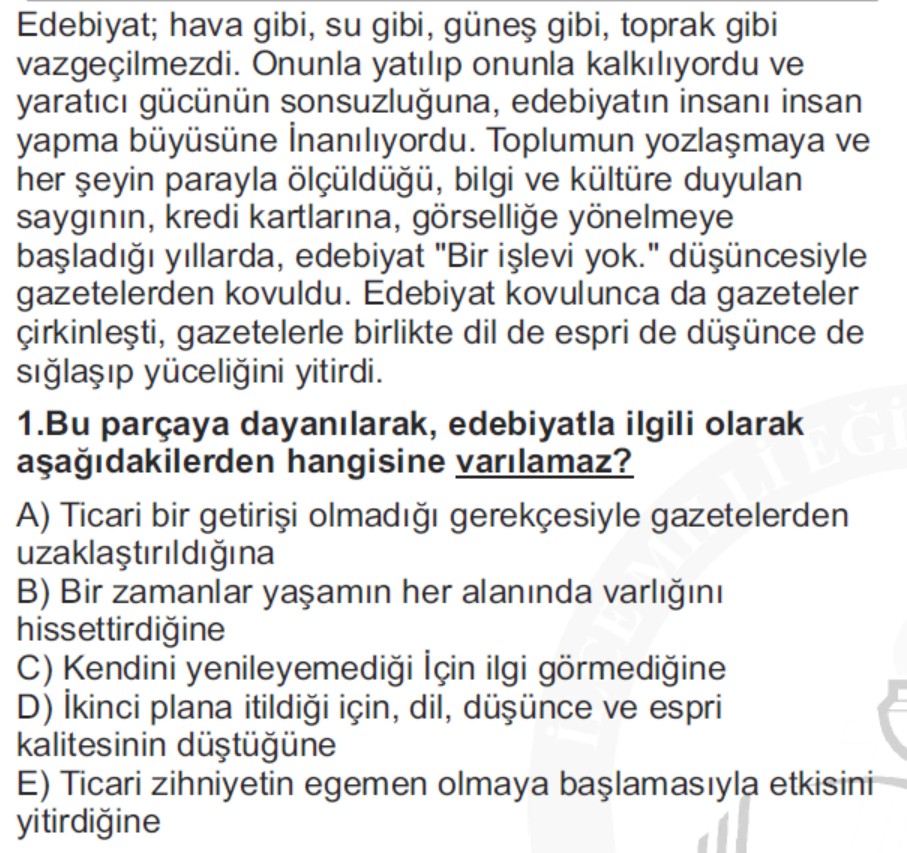 Edebiyat; hava gibi, su gibi, güneş gibi, toprak gibi
vazgeçilmezdi. Onunla yatılıp onunla kalkılıyordu ve
yaratıcı gücünün sonsuzluğuna, edebiyatın insanı insan
yapma büyüsüne İnanılıyordu. Toplumun yozlaşmaya ve
her şeyin parayla ölçüldüğü, bilgi ve kültüre duyulan
saygının, kredi kartlarına, görselliğe yönelmeye
başladığı yıllarda, edebiyat "Bir işlevi yok." düşüncesiyle
gazetelerden kovuldu. Edebiyat kovulunca da gazeteler
çirkinleşti, gazetelerle birlikte dil de espri de düşünce de
sığlaşıp yüceliğini yitirdi.
1.Bu parçaya dayanılarak, edebiyatla ilgili olarak
aşağıdakilerden hangisine varılamaz?
A) Ticari bir getirişi olmadığı gerekçesiyle gazetelerden
uzaklaştırıldığına
B) Bir zamanlar yaşamın her alanında varlığını
hissettirdiğine
C) Kendini yenileyemediği İçin ilgi görmediğine
D) İkinci plana itildiği için, dil, düşünce ve espri
kalitesinin düştüğüne
E) Ticari zihniyetin egemen olmaya başlamasıyla etkisini
yitirdiğine
İLÇE MİLLİ EĞİ